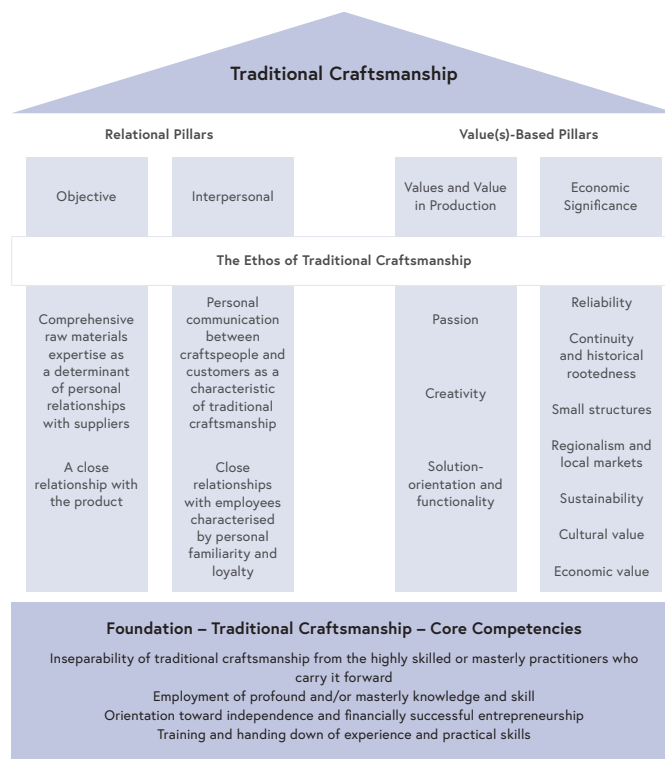 Traditional Craftsmanship
Relational Pillars
Value(s)-Based Pillars
Objective
Interpersonal
Values and Value
in Production
Economic
Significance
The Ethos of Traditional Craftsmanship
Comprehensive
raw materials
expertise as
a determinant
of personal
relationships
with suppliers
A close
relationship with
the product
Personal
communication
between
craftspeople and
customers as a
characteristic
of traditional
craftsmanship
Close
relationships
with employees
characterised
by personal
familiarity and
loyalty
Passion
Creativity
Solution-
orientation and
functionality
Reliability
Continuity
and historical
rootedness
Small structures
Regionalism and
local markets
Sustainability
Cultural value
Economic value
Foundation – Traditional Craftsmanship – Core Competencies
Inseparability of traditional craftsmanship from the highly skilled or masterly practitioners who
carry it forward
Employment of profound and/or masterly knowledge and skill
Orientation toward independence and financially successful entrepreneurship
Training and handing down of experience and practical skills